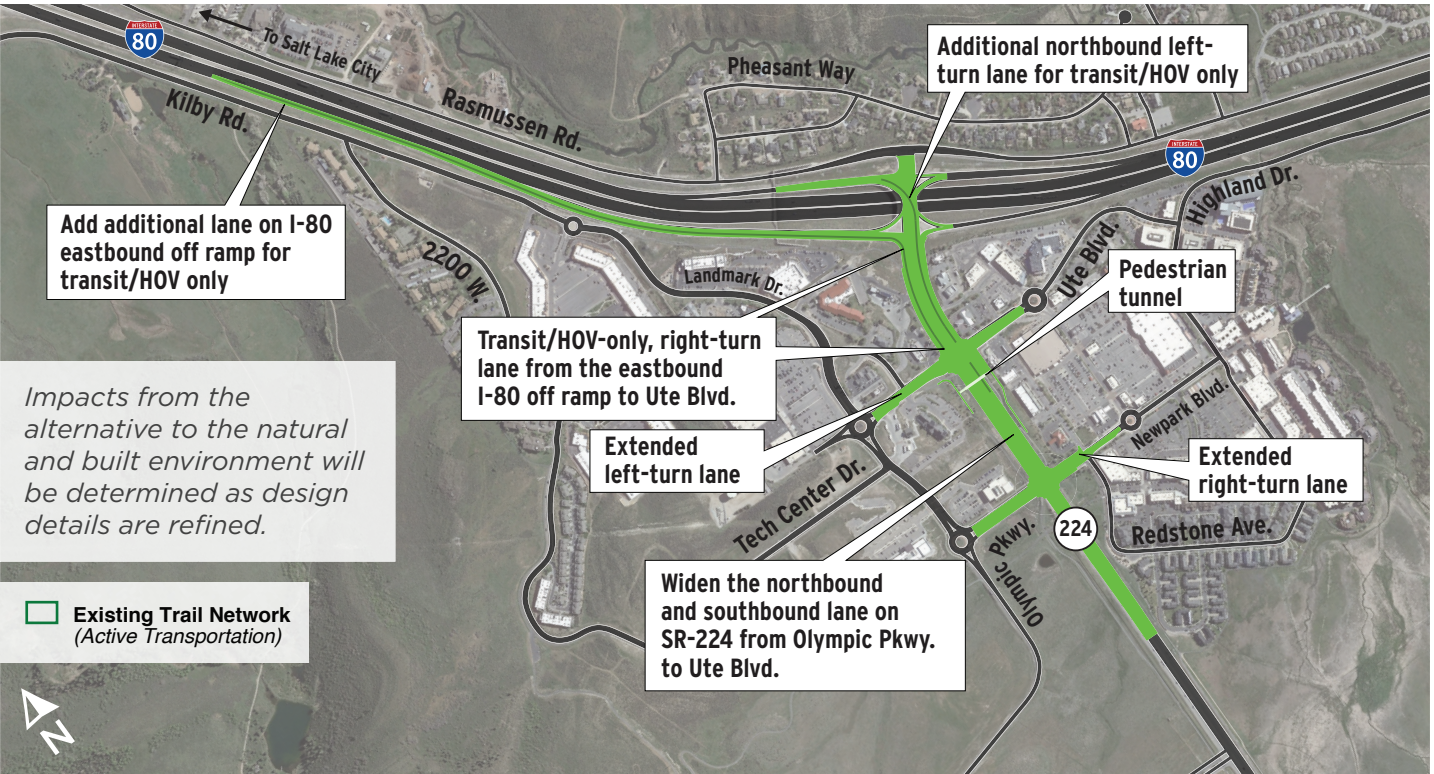 INTERSTATE
80
To Salt Lake City
Kilby Rd.
Rasmussen Rd.
Pheasant Way
Additional northbound left-
turn lane for transit/HOV only
INTERSTATE
80
Highland Dr.
Add additional lane on I-80
eastbound off ramp for
transit/HOV only
2200 W.
Landmark Dr.
Ute Blvd.
Pedestrian
tunnel
Transit/HOV-only, right-turn
lane from the eastbound
I-80 off ramp to Ute Blvd.
Impacts from the
alternative to the natural
and built environment will
be determined as design
details are refined.
Extended
left-turn lane
Newpark Blvd.
Extended
right-turn lane
Tech Center Dr.
Olympic Pkwy.
224
Redstone Ave.
Widen the northbound
and southbound lane on
SR-224 from Olympic Pkwy.
to Ute Blvd.
Existing Trail Network
(Active Transportation)
N